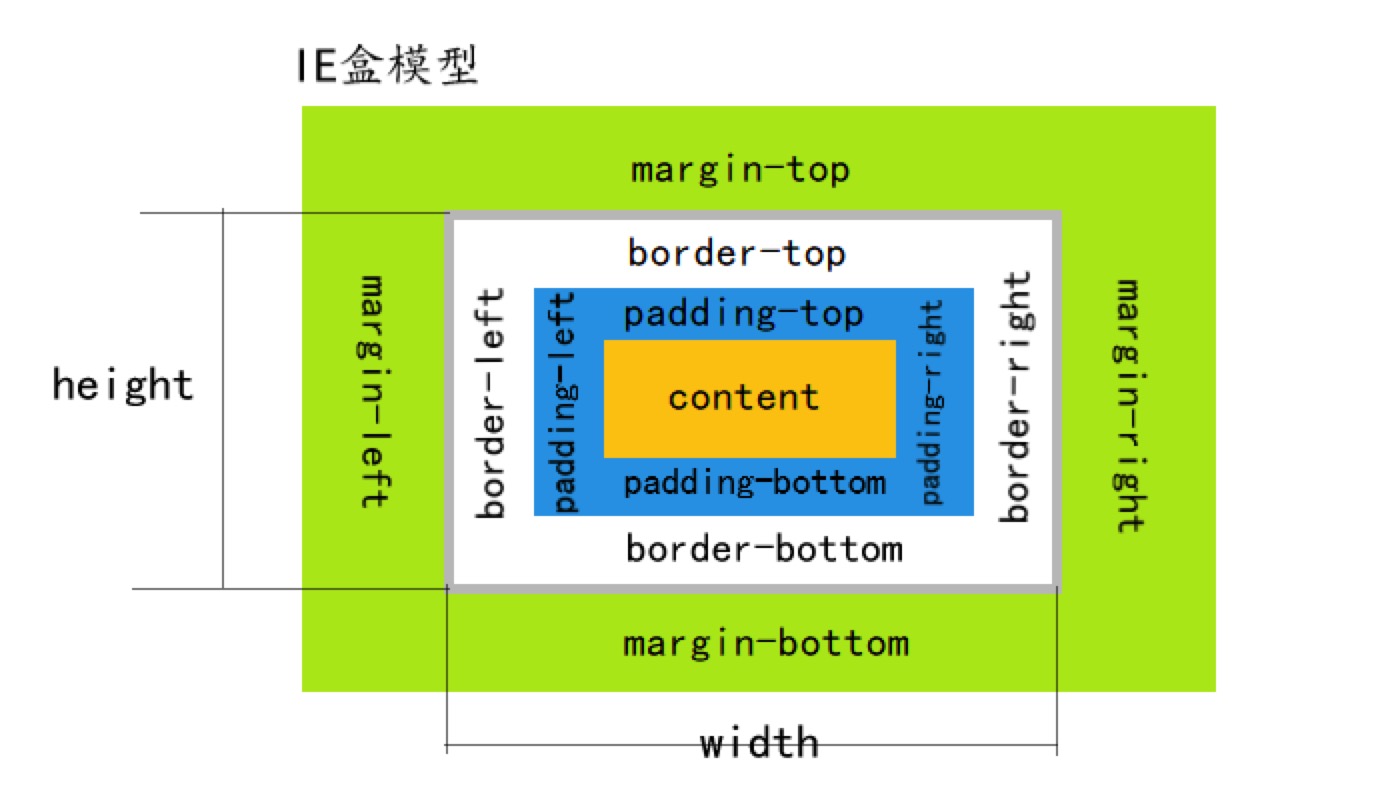 IE盒模型
margin-top
border-top
padding-top
height
margin-left
border-left
padding-left
content
padding-right
border-right
margin-right
padding-bottom
border-bottom
margin-bottom
width